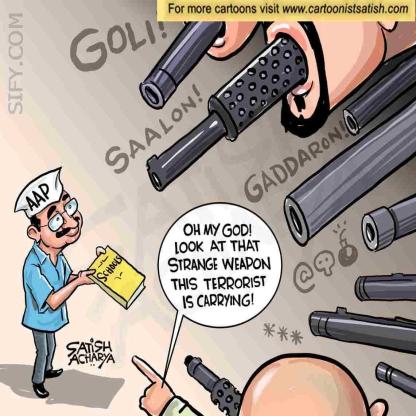 For more cartoons visit www.cartoonistsatish.com
SIFY.COM
GOLI!
SAALON!
GADDARON!
@
AAP
SCHOOLS
OH MY GOD!
LOOK AT THAT
STRANGE WEAPON
THIS TERRORIST
IS CARRYING!
***
SATISH
ACHARYA